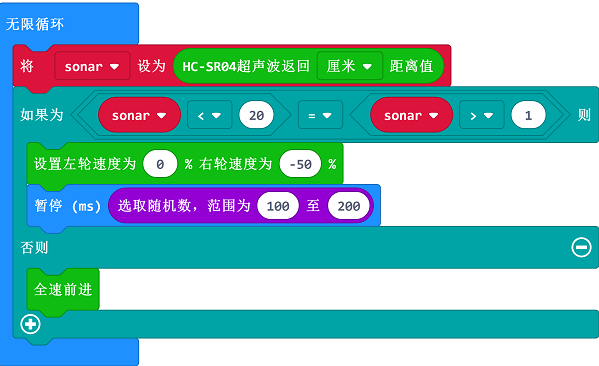 无限循环
将 sonar 设为 HC-SR04超声波返回 厘米 距离值
如果为 sonar < 20 = sonar > 1 则
设置左轮速度为 0 % 右轮速度为 -50 %
暂停 (ms) 选取随机数，范围为 100 至 200
否则
全速前进